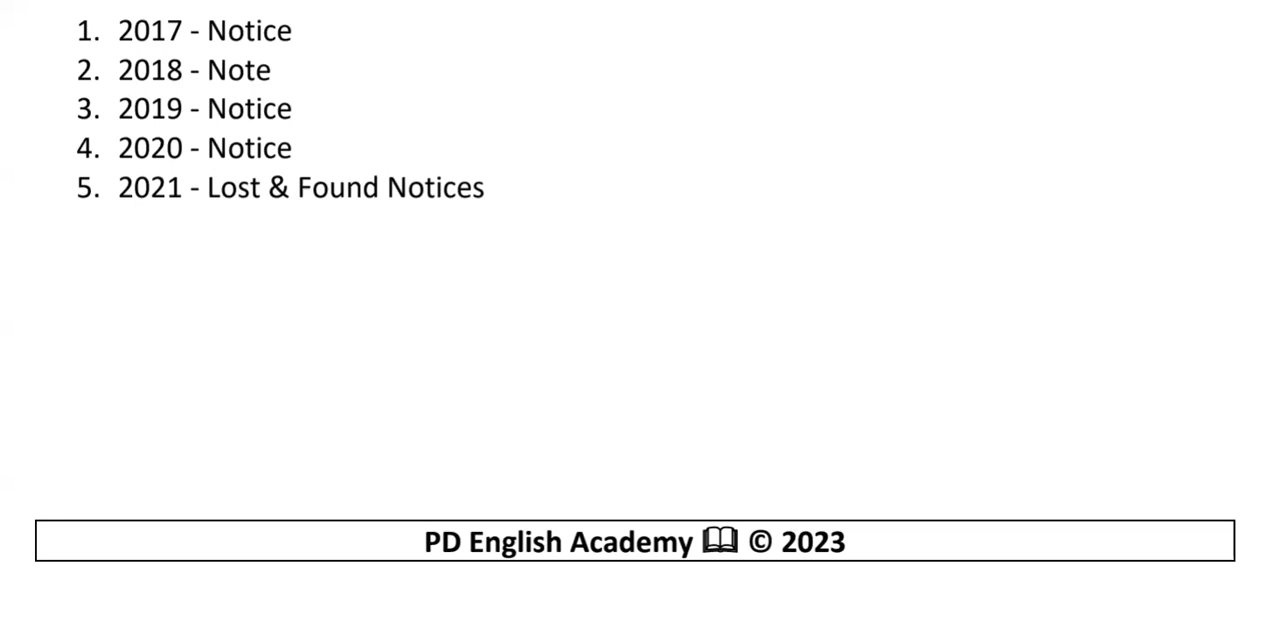 1. 2017 - Notice
2. 2018 - Note
3. 2019 - Notice
4. 2020 - Notice
5. 2021 - Lost & Found Notices
PD English Academy 🕮 © 2023